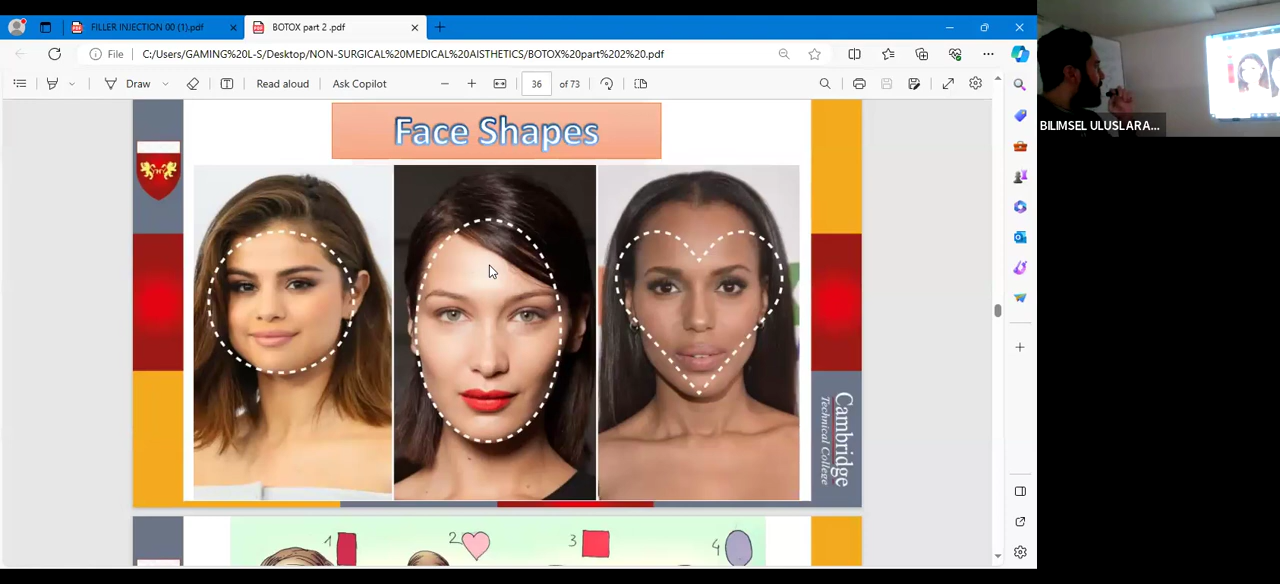 FILLER INJECTION 00 (1).pdf
BOTOX part 2 .pdf
File
C:/Users/GAMING%20L-S/Desktop/NON-SURGICAL%20MEDICAL%20AISTHETICS/BOTOX%20part%202%20.pdf
Draw
Read aloud
Ask Copilot
36
of 73
BILIMSEL ULUSLARA...
Face Shapes
Cambridge
Technical College
1
2
3
4